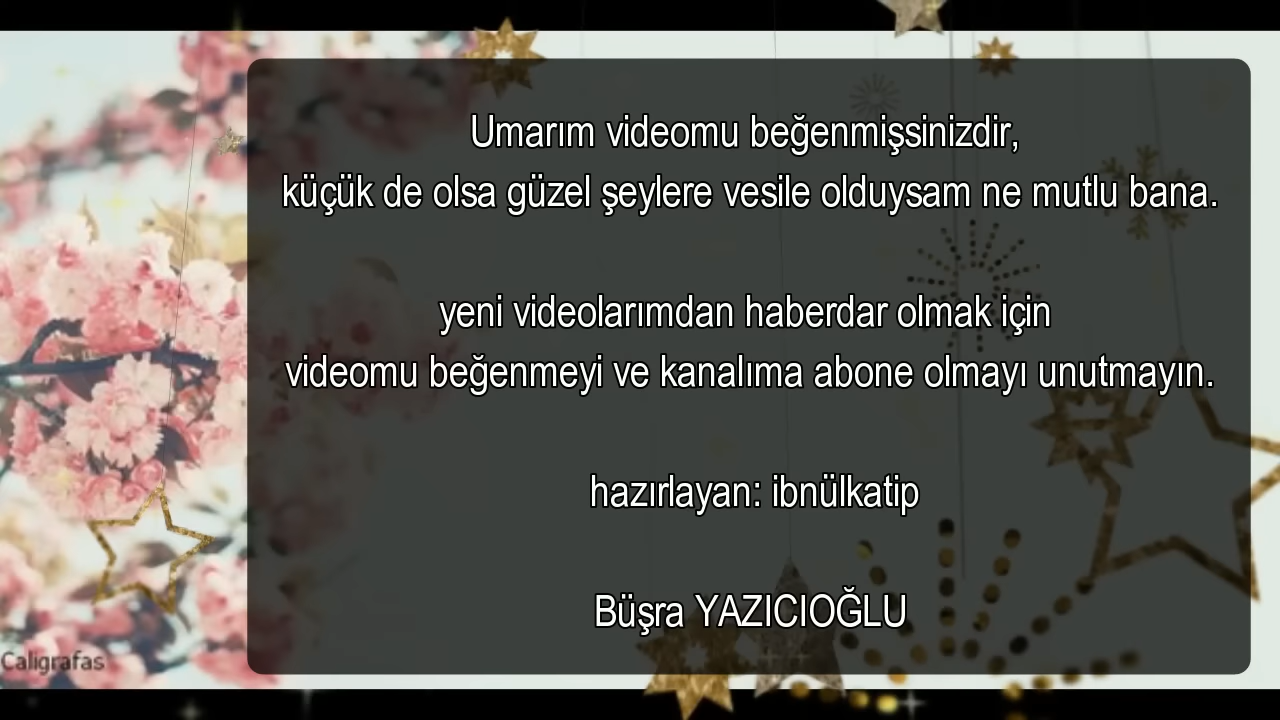 Umarım videomu beğenmişsinizdir,
küçük de olsa güzel şeylere vesile olduysam ne mutlu bana.
yeni videolarımdan haberdar olmak için
videomu beğenmeyi ve kanalıma abone olmayı unutmayın.
hazırlayan: ibnülkatip
Büşra YAZICIOĞLU
Caligrafas